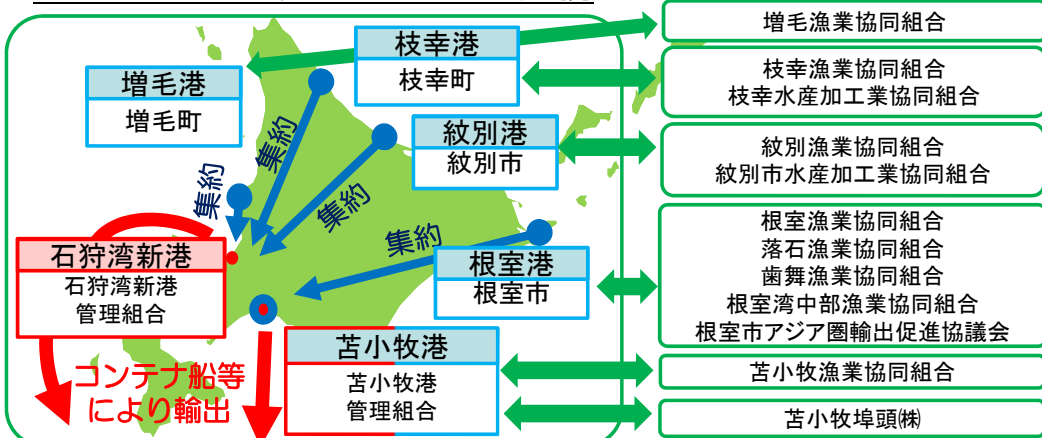 増毛港
増毛町
枝幸港
枝幸町
紋別港
紋別市
根室港
根室市
石狩湾新港
石狩湾新港
管理組合
苫小牧港
苫小牧港
管理組合
集約
集約
集約
集約
コンテナ船等
により輸出
増毛漁業協同組合
枝幸漁業協同組合
枝幸水産加工業協同組合
紋別漁業協同組合
紋別市水産加工業協同組合
根室漁業協同組合
落石漁業協同組合
歯舞漁業協同組合
根室湾中部漁業協同組合
根室市アジア圏輸出促進協議会
苫小牧漁業協同組合
苫小牧埠頭㈱